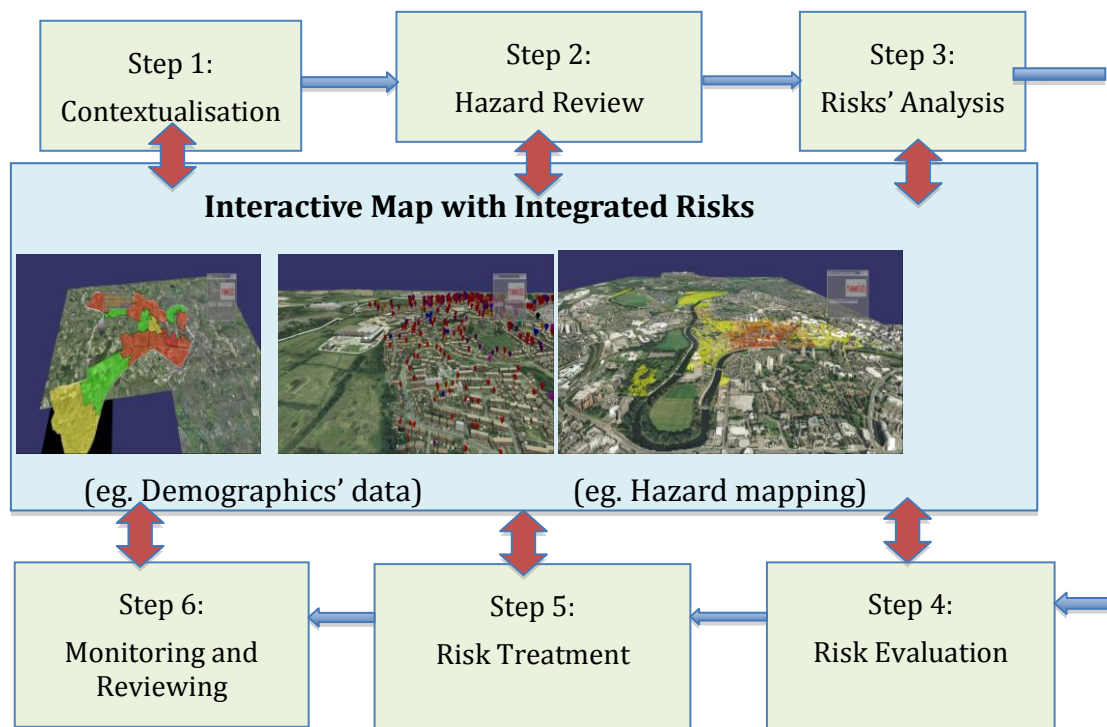 Step 1:
Contextualisation
Step 2:
Hazard Review
Step 3:
Risks’ Analysis
Interactive Map with Integrated Risks
(eg. Demographics’ data)
(eg. Hazard mapping)
Step 6:
Monitoring and
Reviewing
Step 5:
Risk Treatment
Step 4:
Risk Evaluation